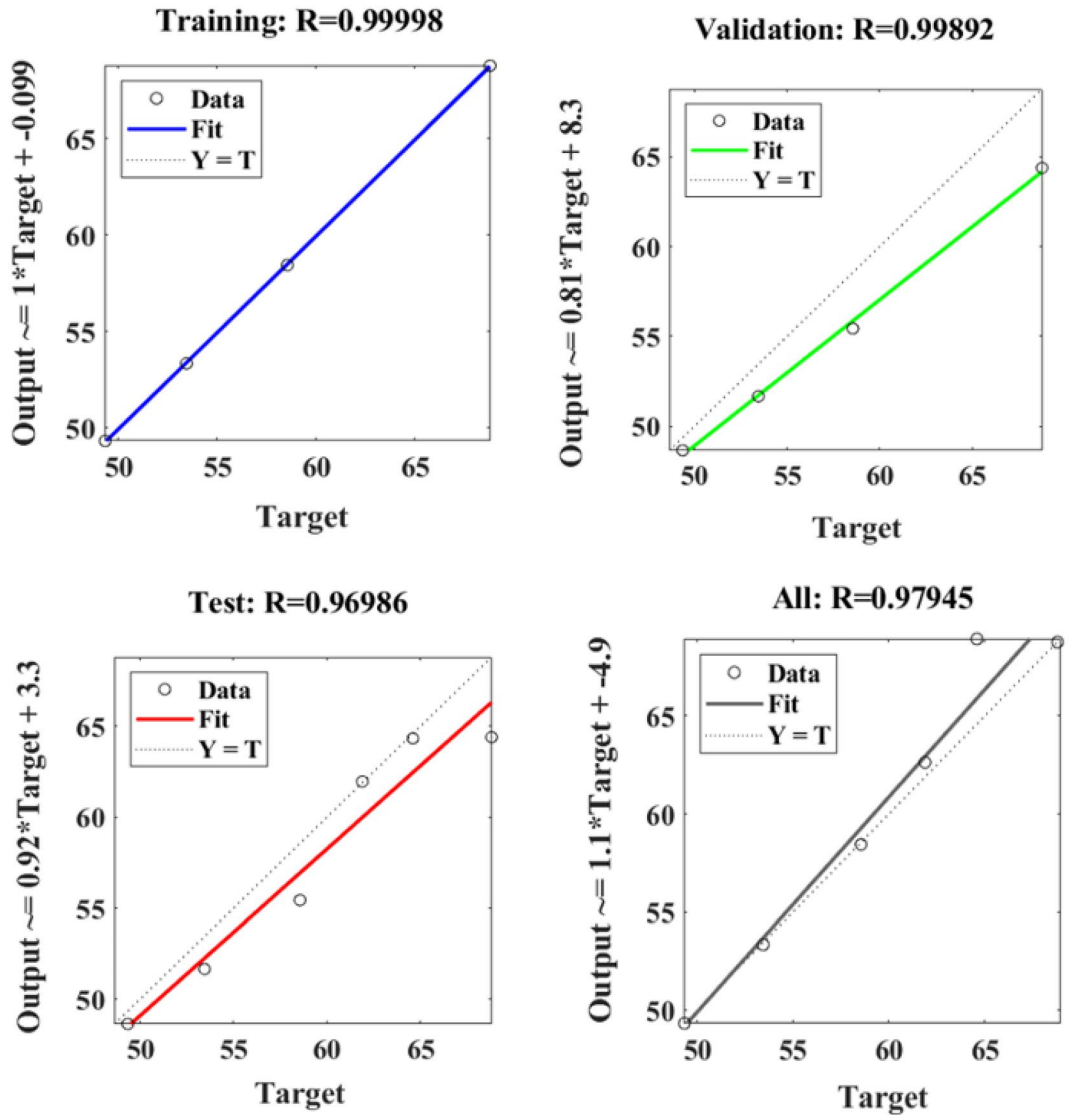 Training: R=0.99998
Output ~= 1*Target + -0.099
Data
Fit
Y = T
65
60
55
50
50 55 60 65
Target
Validation: R=0.99892
Output ~= 0.81*Target + 8.3
Data
Fit
Y = T
65
60
55
50
50 55 60 65
Target
Test: R=0.96986
Output ~= 0.92*Target + 3.3
Data
Fit
Y = T
65
60
55
50
50 55 60 65
Target
All: R=0.97945
Output ~= 1.1*Target + -4.9
Data
Fit
Y = T
65
60
55
50
50 55 60 65
Target